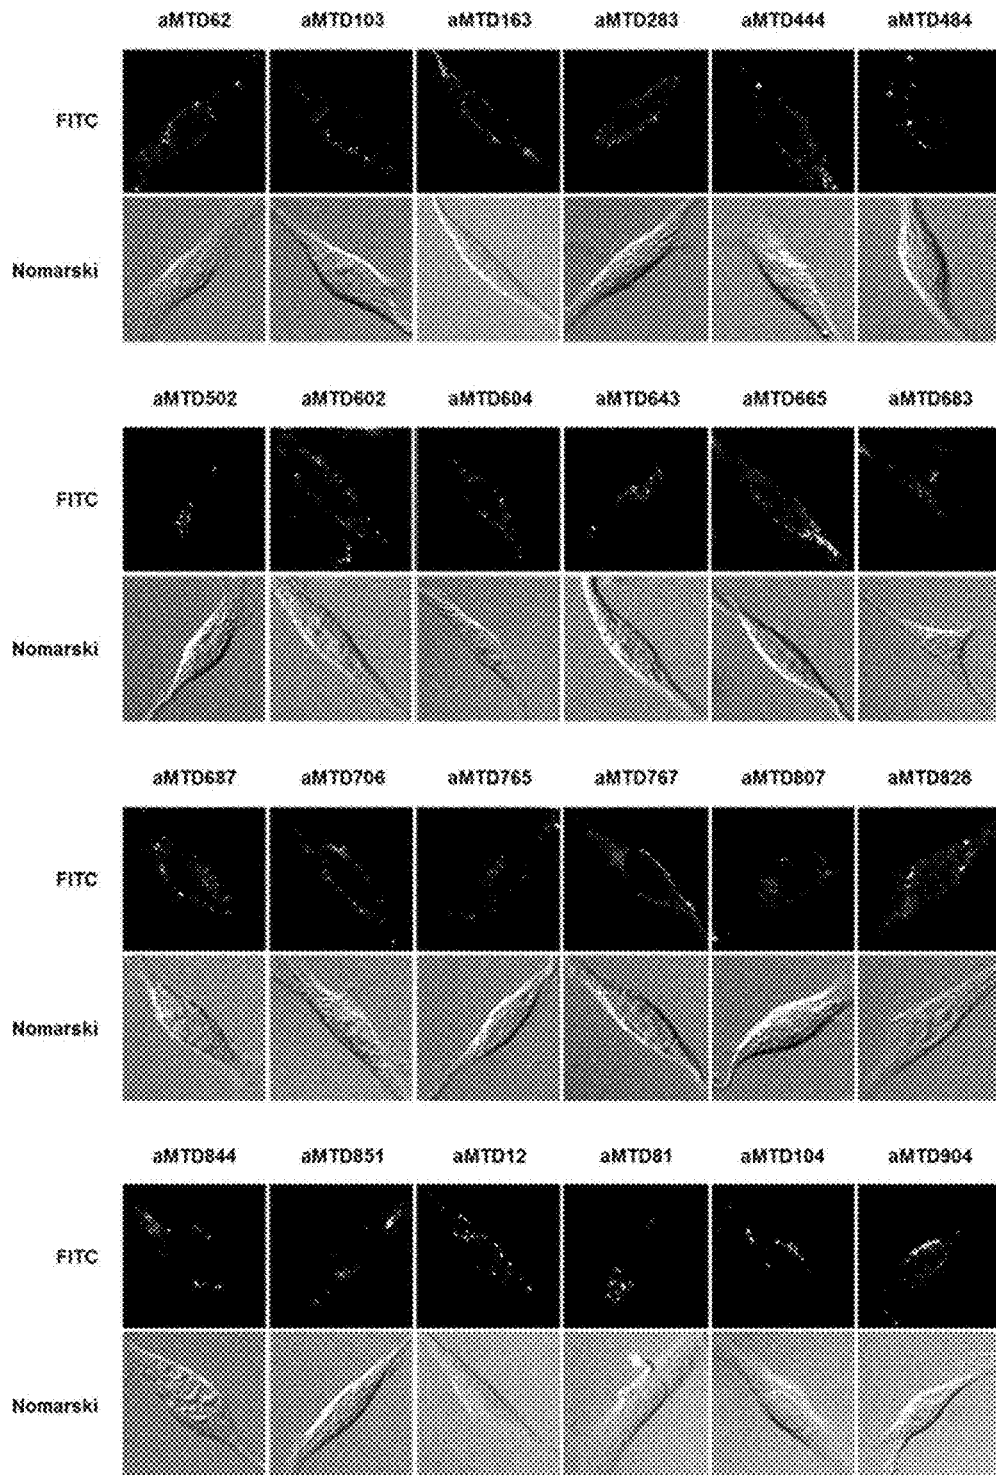 aMTD62 aMTD103 aMTD163 aMTD283 aMTD444 aMTD484
FITC
Nomarski
aMTD502 aMTD602 aMTD604 aMTD643 aMTD665 aMTD683
FITC
Nomarski
aMTD687 aMTD706 aMTD765 aMTD767 aMTD807 aMTD828
FITC
Nomarski
aMTD844 aMTD851 aMTD12 aMTD81 aMTD104 aMTD904
FITC
Nomarski